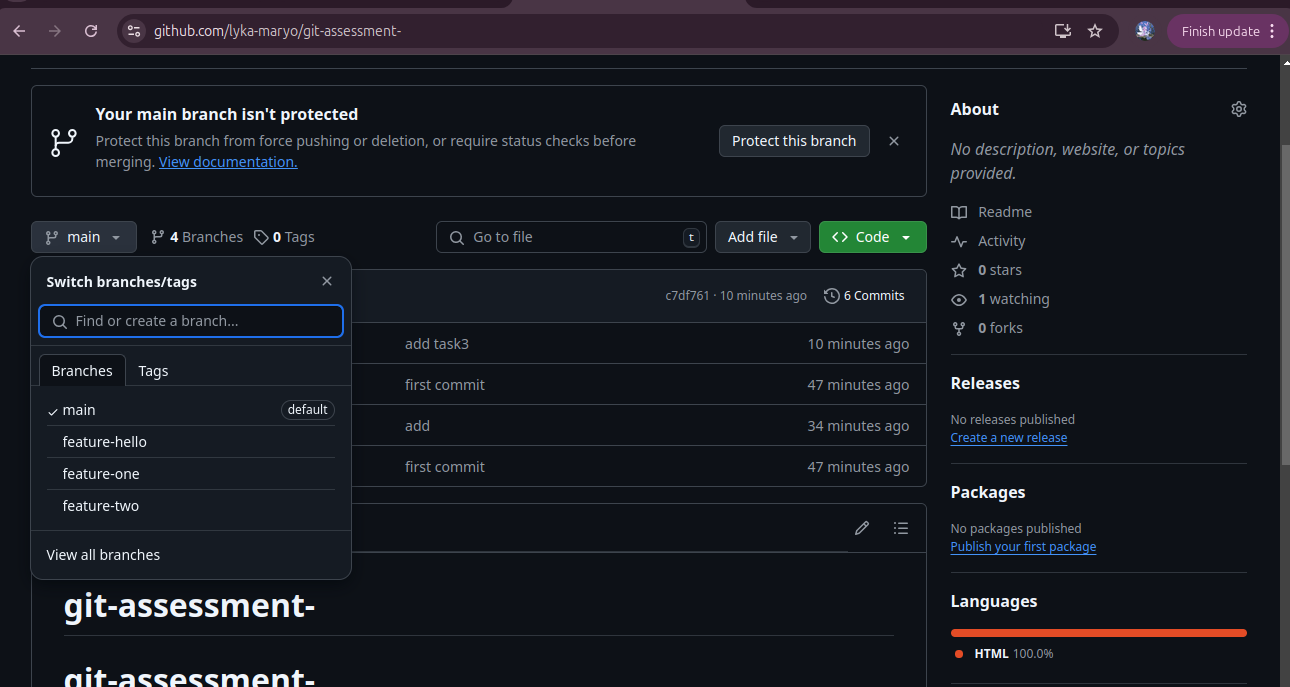 github.com/lyka-maryo/git-assessment-
Finish update
Your main branch isn't protected
Protect this branch from force pushing or deletion, or require status checks before
merging. View documentation.
Protect this branch
main
4 Branches
0 Tags
Go to file
t
Add file
Code
Switch branches/tags
Find or create a branch...
Branches
Tags
main
default
feature-hello
feature-one
feature-two
View all branches
c7df761 · 10 minutes ago
6 Commits
add task3
10 minutes ago
first commit
47 minutes ago
add
34 minutes ago
first commit
47 minutes ago
git-assessment-
git-assessment-
About
No description, website, or topics
provided.
Readme
Activity
0 stars
1 watching
0 forks
Releases
No releases published
Create a new release
Packages
No packages published
Publish your first package
Languages
HTML 100.0%